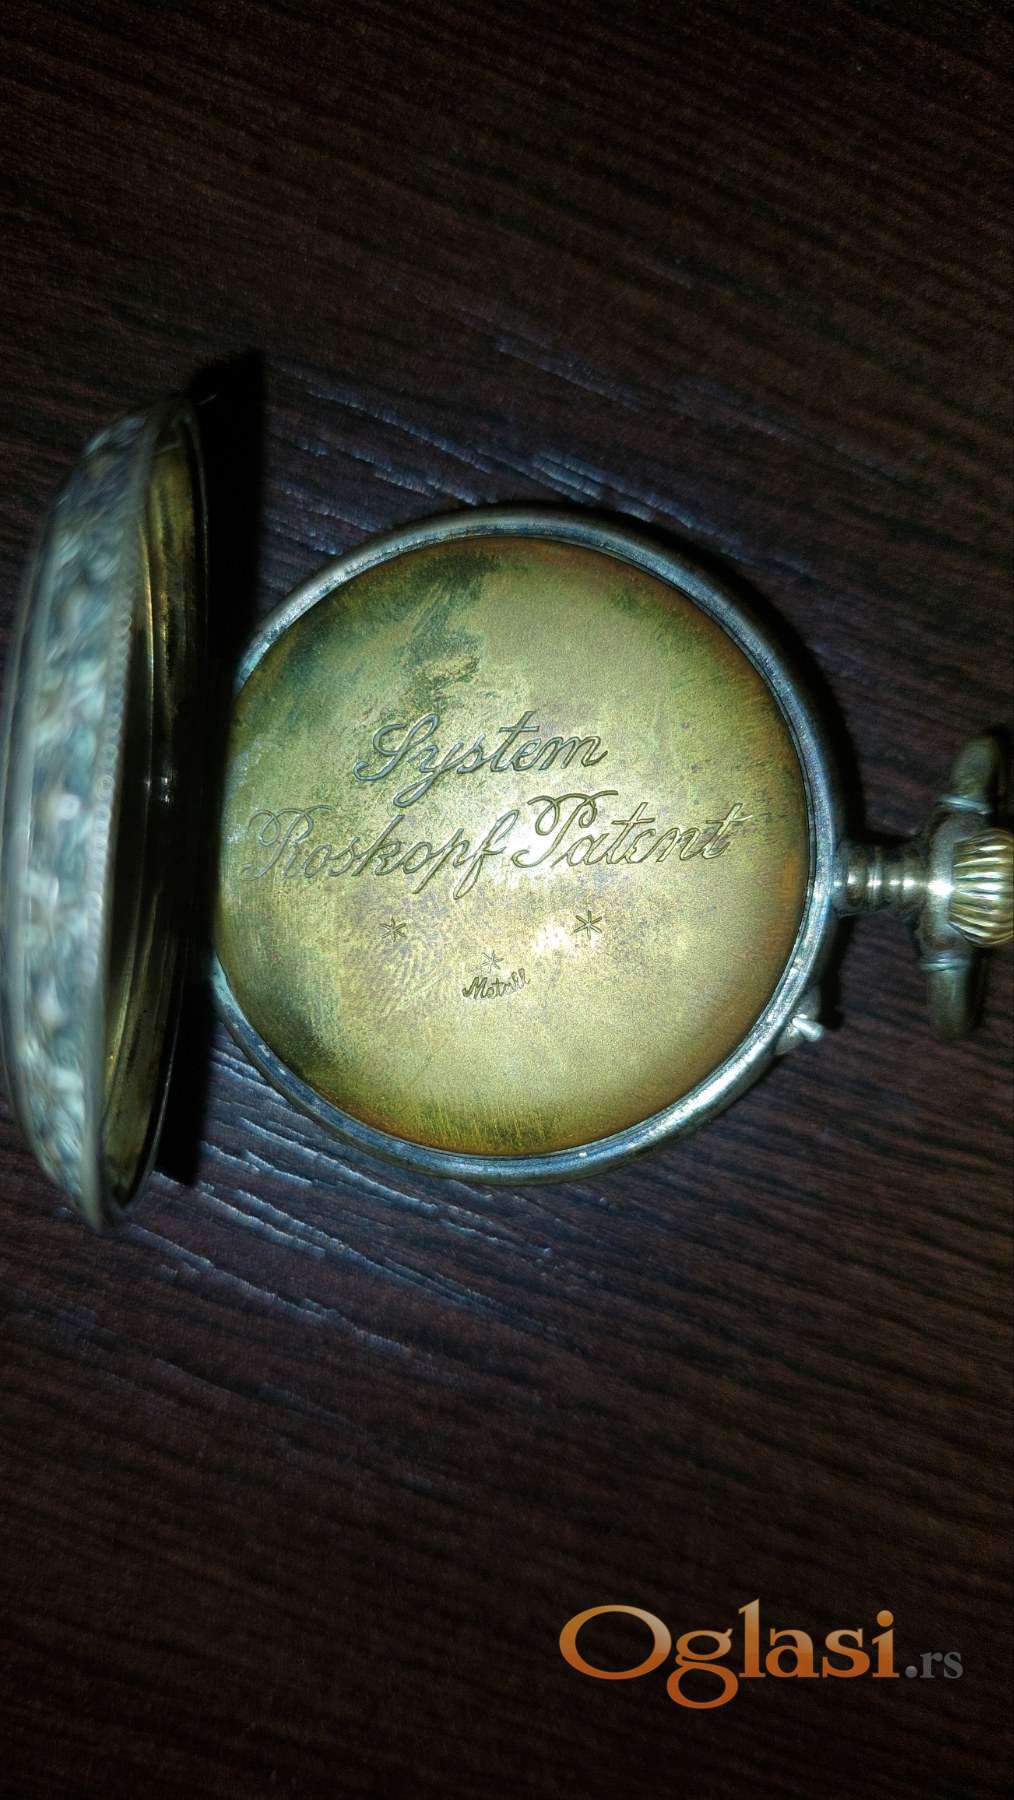 System
Roskopf Patent
* *
*
Metall
Oglasi.rs